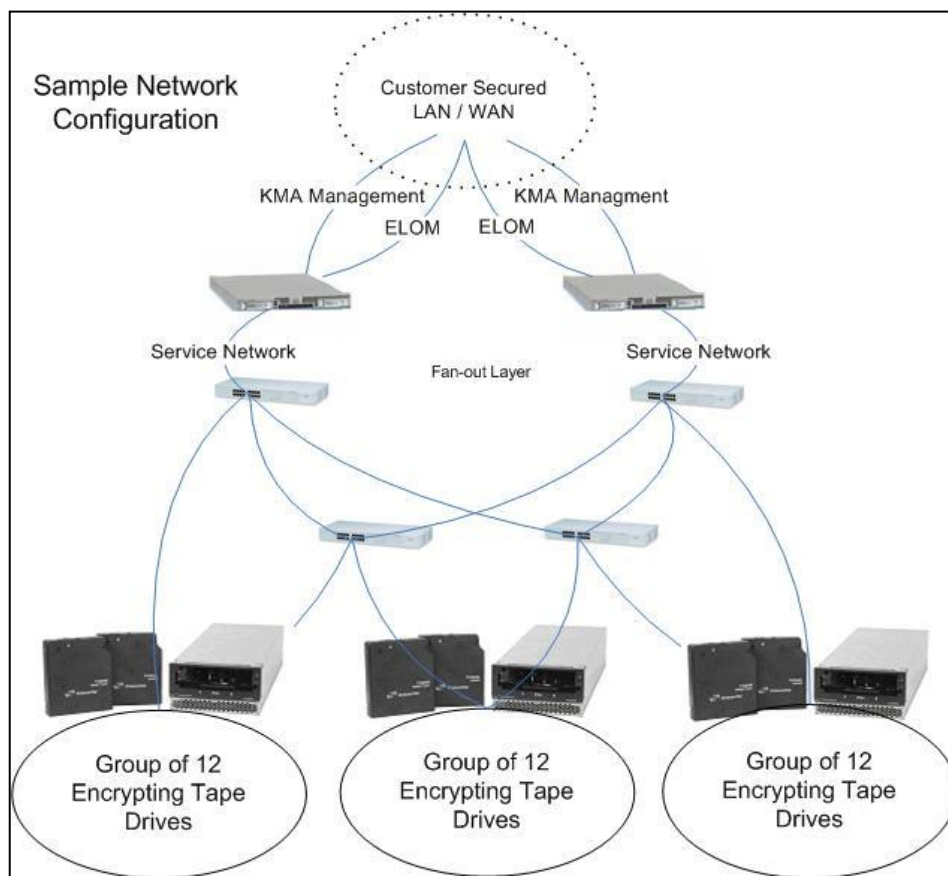 Sample Network
Configuration
Customer Secured
LAN / WAN
KMA Management
KMA Managment
ELOM
ELOM
Service Network
Service Network
Fan-out Layer
Group of 12
Encrypting Tape
Drives
Group of 12
Encrypting Tape
Drives
Group of 12
Encrypting Tape
Drives